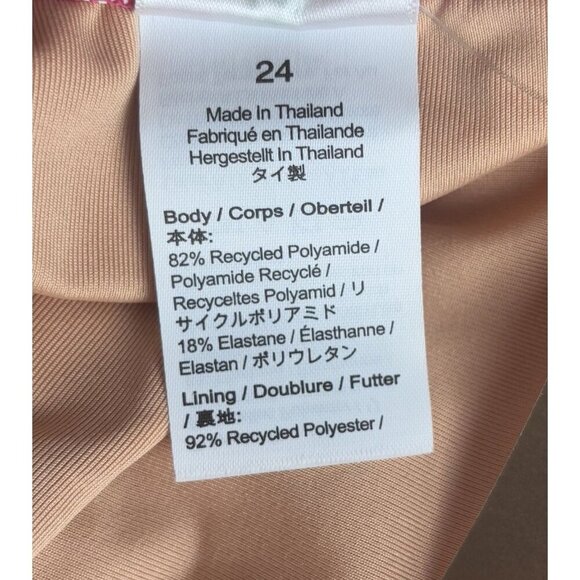 24
Made In Thailand
Fabriqué en Thailande
Hergestellt In Thailand
タイ製
Body / Corps / Oberteil /
本体:
82% Recycled Polyamide /
Polyamide Recyclé /
Recyceltes Polyamid / リ
サイクルポリアミド
18% Elastane / Élasthanne /
Elastan / ポリウレタン
Lining / Doublure / Futter
/ 裏地:
92% Recycled Polyester /